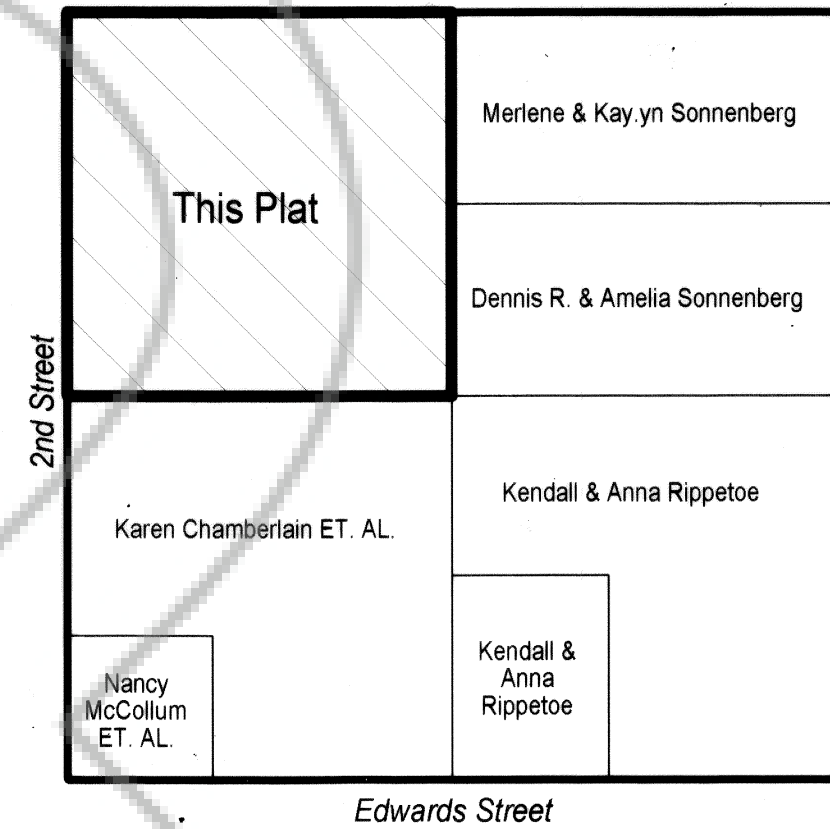 Merlene & Kay.yn Sonnenberg
This Plat
Dennis R. & Amelia Sonnenberg
2nd Street
Kendall & Anna Rippetoe
Karen Chamberlain ET. AL.
Kendall &
Anna
Rippetoe
Nancy
McCollum
ET. AL.
Edwards Street